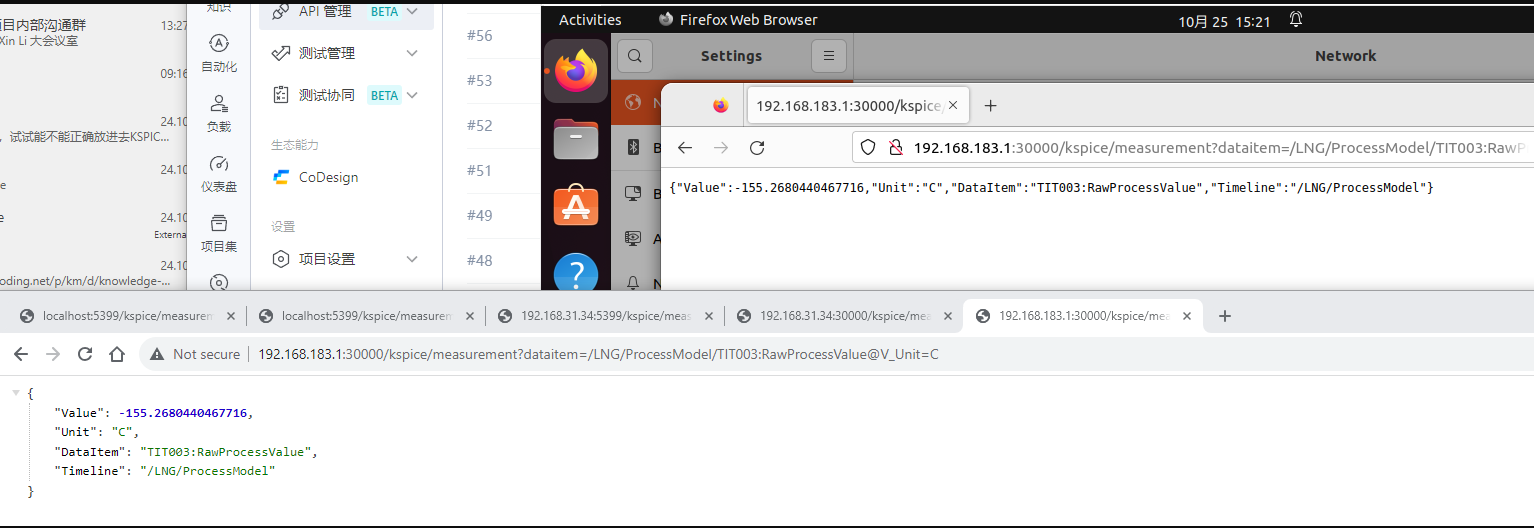 项目内部沟通群
13:27
Xin Li 大会议室
09:16
24.10
，试试能不能正确放进去KSPIC...
24.10
e
24.10
e
Externa
24.10
oding.net/p/km/d/knowledge-...
知识
自动化
负载
仪表盘
项目集
API 管理 BETA
测试管理
测试协同 BETA
生态能力
CoDesign
设置
项目设置
#56
#53
#52
#51
#49
#48
Activities
Firefox Web Browser
10月 25 15:21
Settings
Network
N
B
B
A
N
192.168.183.1:30000/kspice/
192.168.183.1:30000/kspice/measurement?dataitem=/LNG/ProcessModel/TIT003:RawP
{"Value":-155.2680440467716,"Unit":"C","DataItem":"TIT003:RawProcessValue","Timeline":"/LNG/ProcessModel"}
localhost:5399/kspice/measurem
localhost:5399/kspice/measurem
192.168.31.34:5399/kspice/meas
192.168.31.34:30000/kspice/me
192.168.183.1:30000/kspice/me
Not secure
192.168.183.1:30000/kspice/measurement?dataitem=/LNG/ProcessModel/TIT003:RawProcessValue@V_Unit=C
{
"Value": -155.2680440467716,
"Unit": "C",
"DataItem": "TIT003:RawProcessValue",
"Timeline": "/LNG/ProcessModel"
}